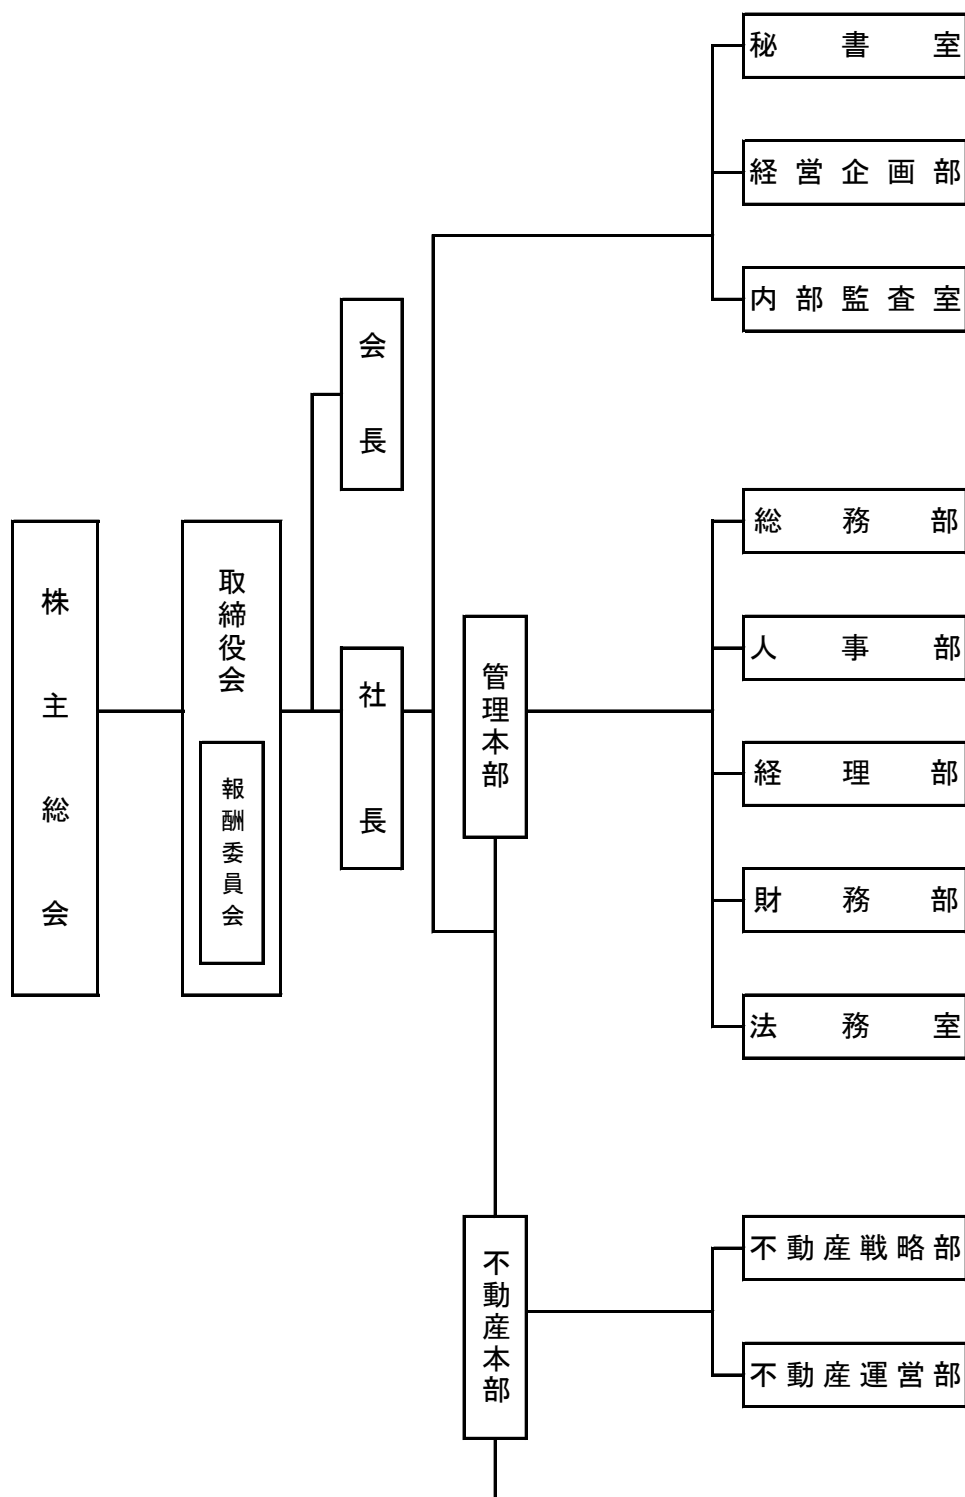 秘書室
経営企画部
内部監査室
会長
株主総会
取締役会
報酬委員会
社長
管理本部
総務部
人事部
経理部
財務部
法務室
不動産本部
不動産戦略部
不動産運営部